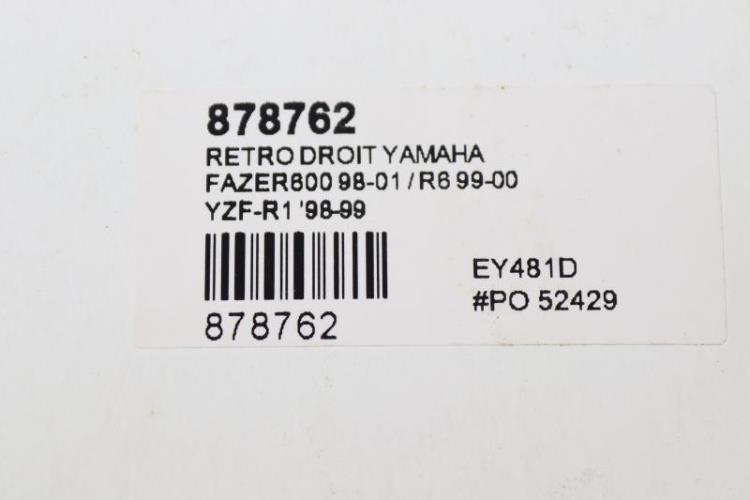 878762
RETRO DROIT YAMAHA
FAZER600 98-01 / R6 99-00
YZF-R1 '98-99
878762
EY481D
#PO 52429